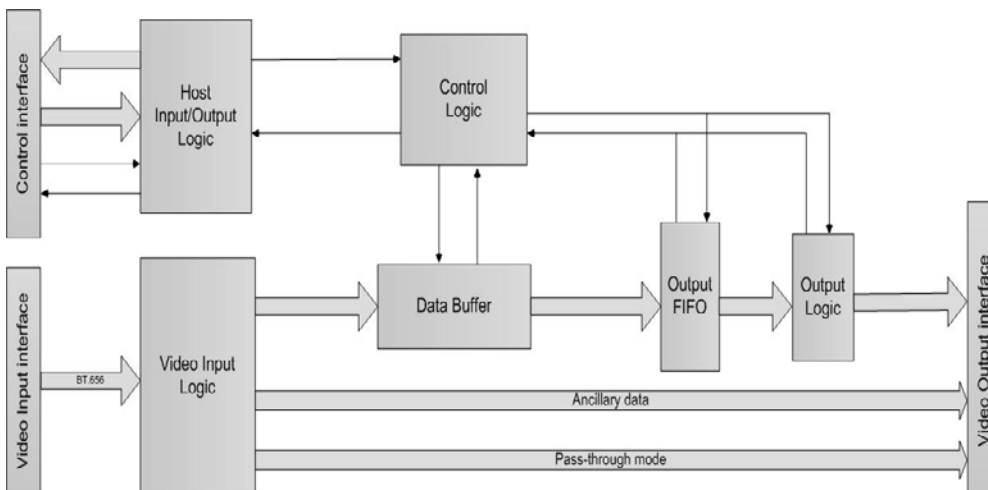 Control interface
Host
Input/Output
Logic
Control
Logic
Video Input interface
BT.656
Video Input
Logic
Data Buffer
Output
FIFO
Output
Logic
Ancillary data
Pass-through mode
Video Output interface